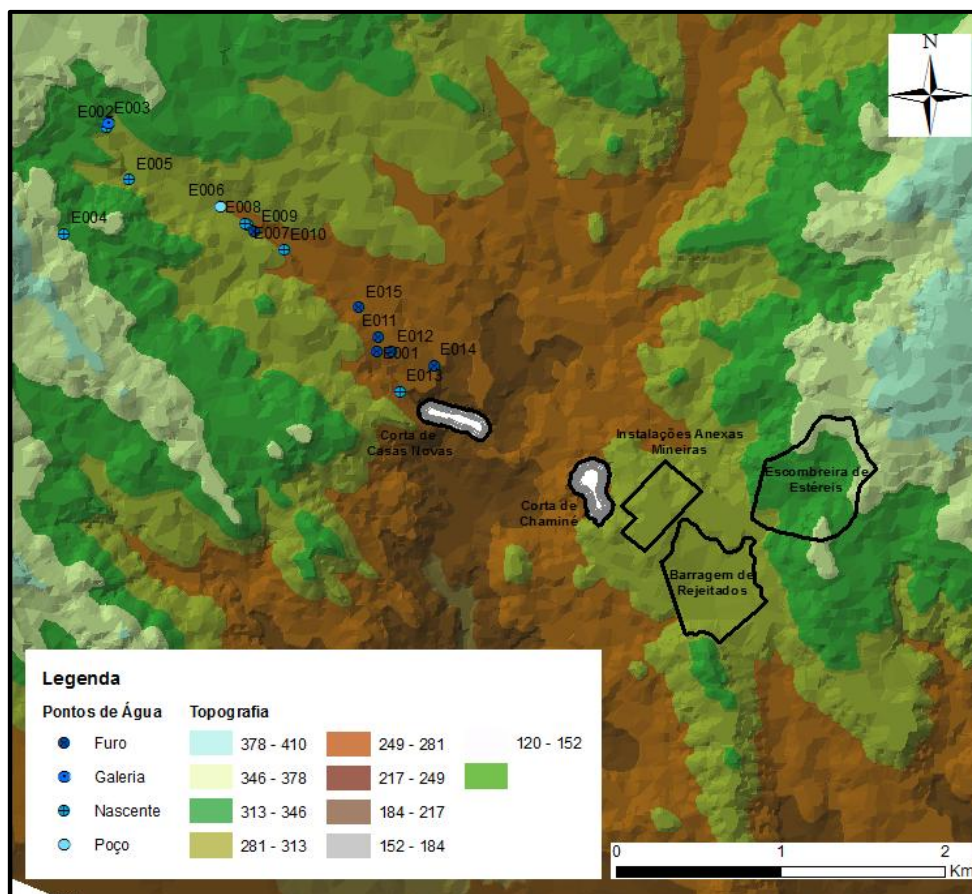 N
E003
E002
E005
E006
E004
E008
E009
E007
E010
E015
E011
E012
E001
E014
E013
Corta de
Casas Novas
Instalações Anexas
Mineiras
Escombreira de
Estéreis
Corta de
Chaminé
Barragem de
Rejeitados
Legenda
Pontos de Água
Topografia
Furo
378 - 410
249 - 281
120 - 152
Galeria
346 - 378
217 - 249
Nascente
313 - 346
184 - 217
Poço
281 - 313
152 - 184
0
1
2
Km